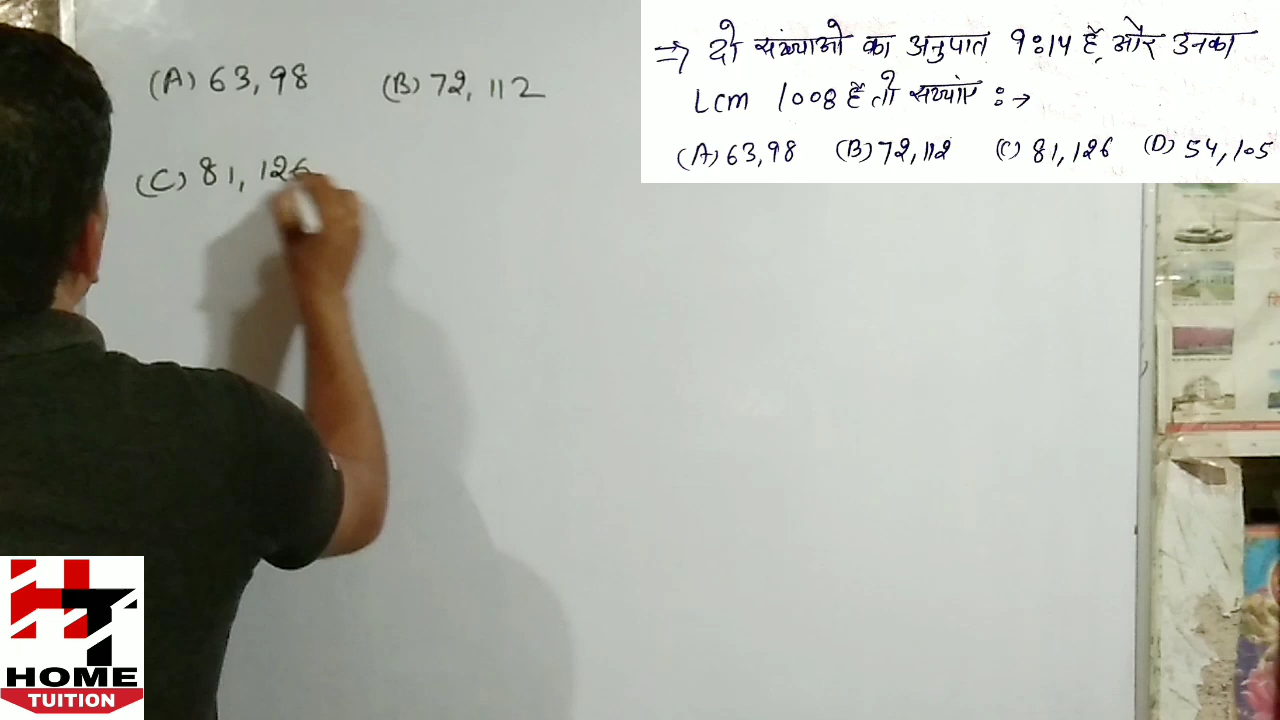 (A) 63, 98 (B) 72, 112
(C) 81, 126
=> दो संख्याओ का अनुपात 9:14 हैं, और उनका
Lcm 1008 हैं तो संख्याएं :→
(A) 63, 98 (B) 72, 112 (C) 81, 126 (D) 54, 105
HT
HOME
TUITION